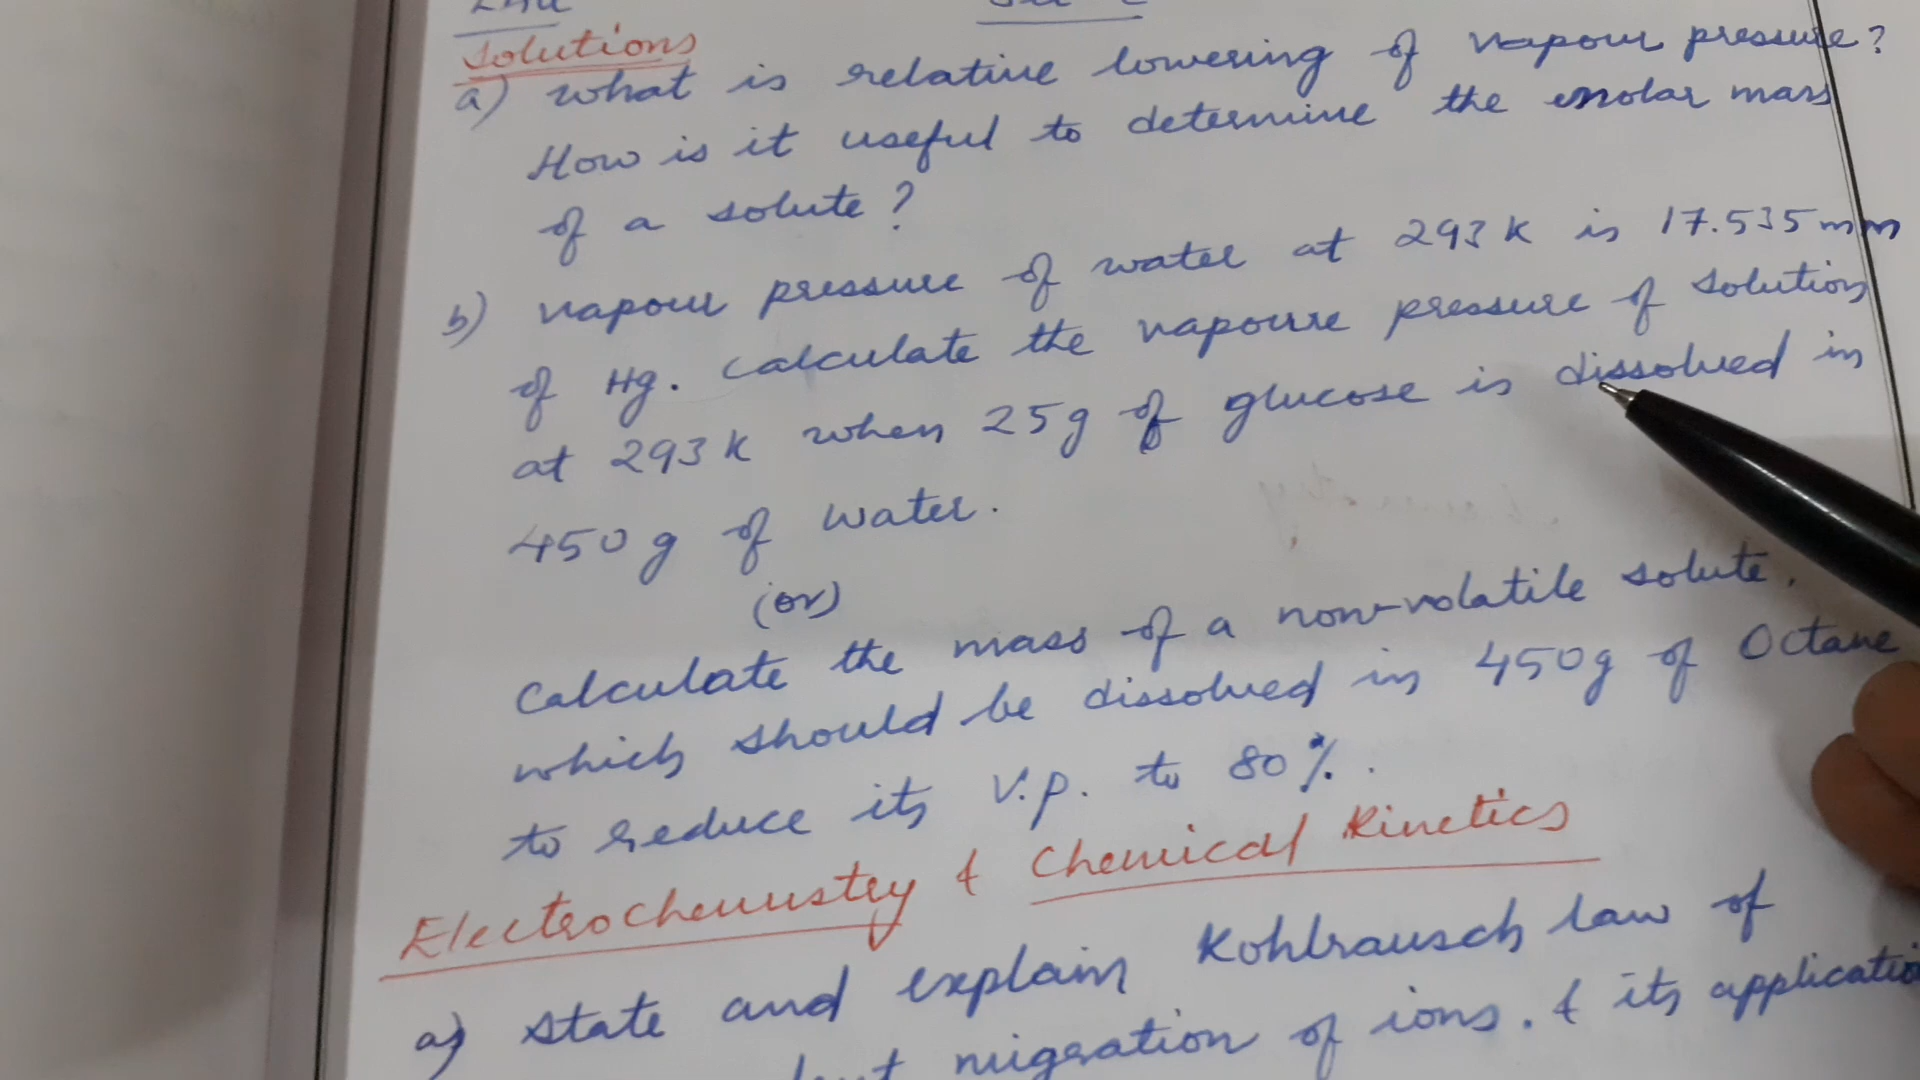 Solutions
a) What is relative lowering of vapour pressure?
How is it useful to determine the molar mass
of a solute?
b) vapour pressure of water at 293 K is 17.535 mm
of Hg. Calculate the vapoure pressure of solution
at 293 K when 25g of glucose is dissolved in
450g of water.
(or)
Calculate the mass of a non-volatile solute,
which should be dissolved in 450g of Octane
to reduce its V.p. to 80%.
Electrochemistry & Chemical Kinetics
a) State and explain Kohlrausch law of
migration of ions. & its applicatio